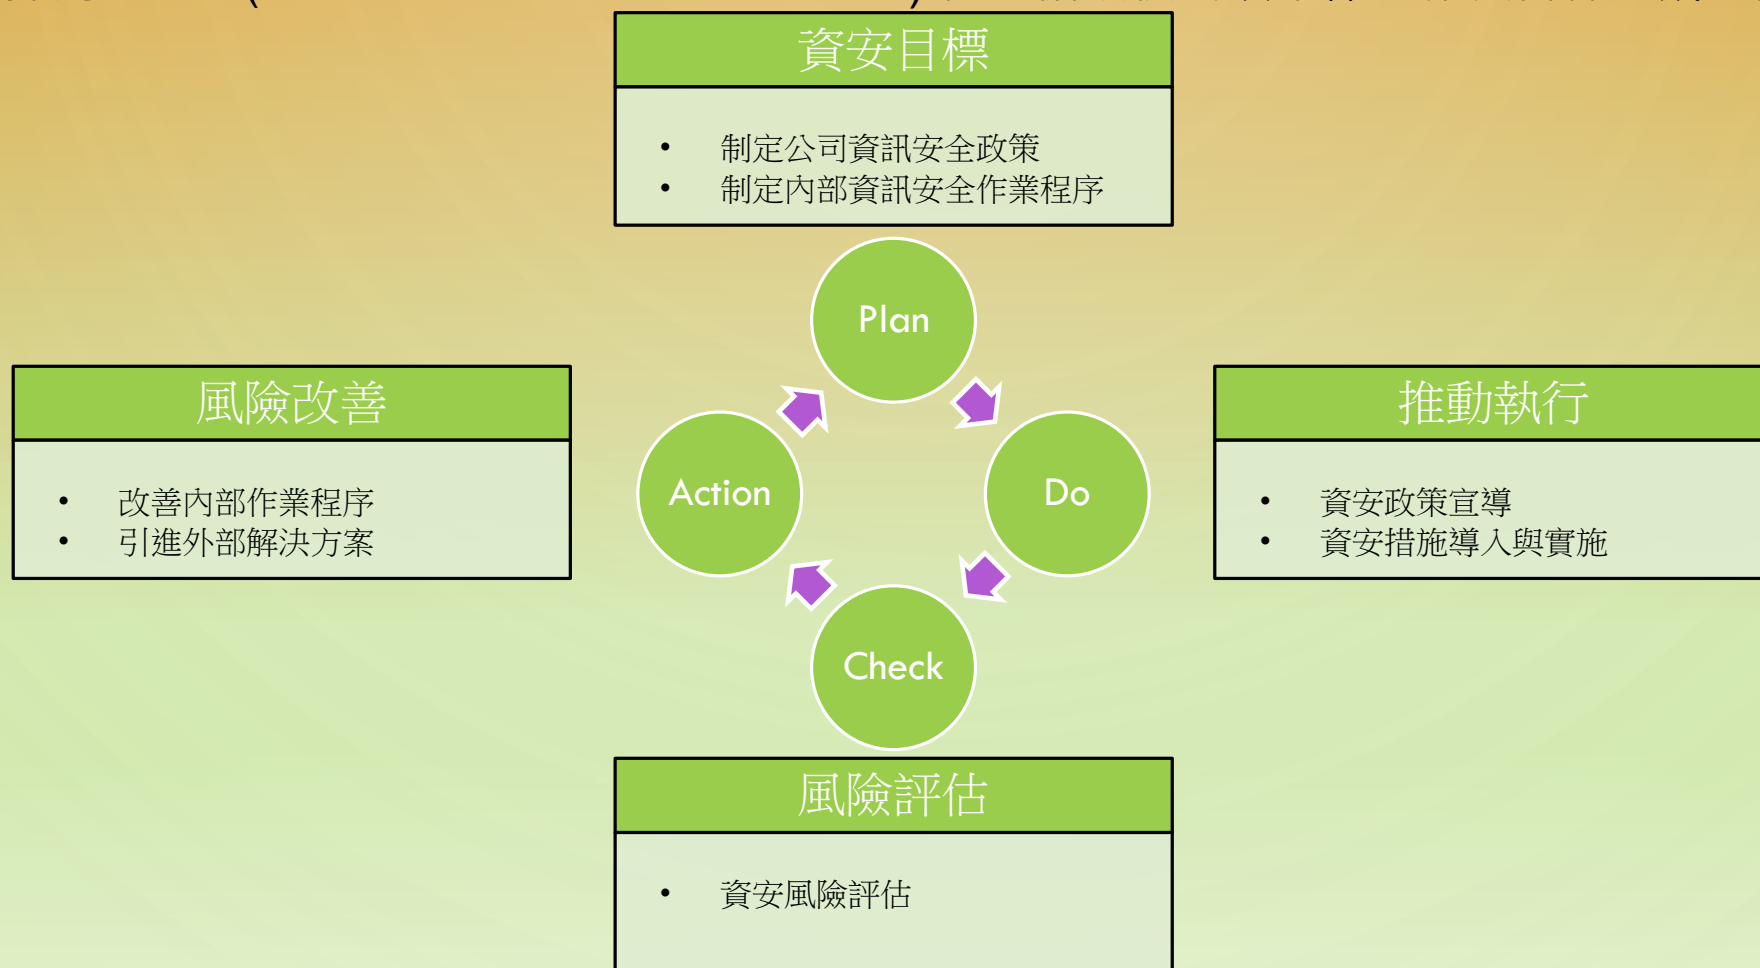 資安目標
• 制定公司資訊安全政策
• 制定內部資訊安全作業程序
Plan
風險改善
• 改善內部作業程序
• 引進外部解決方案
Action
Do
推動執行
• 資安政策宣導
• 資安措施導入與實施
Check
風險評估
• 資安風險評估